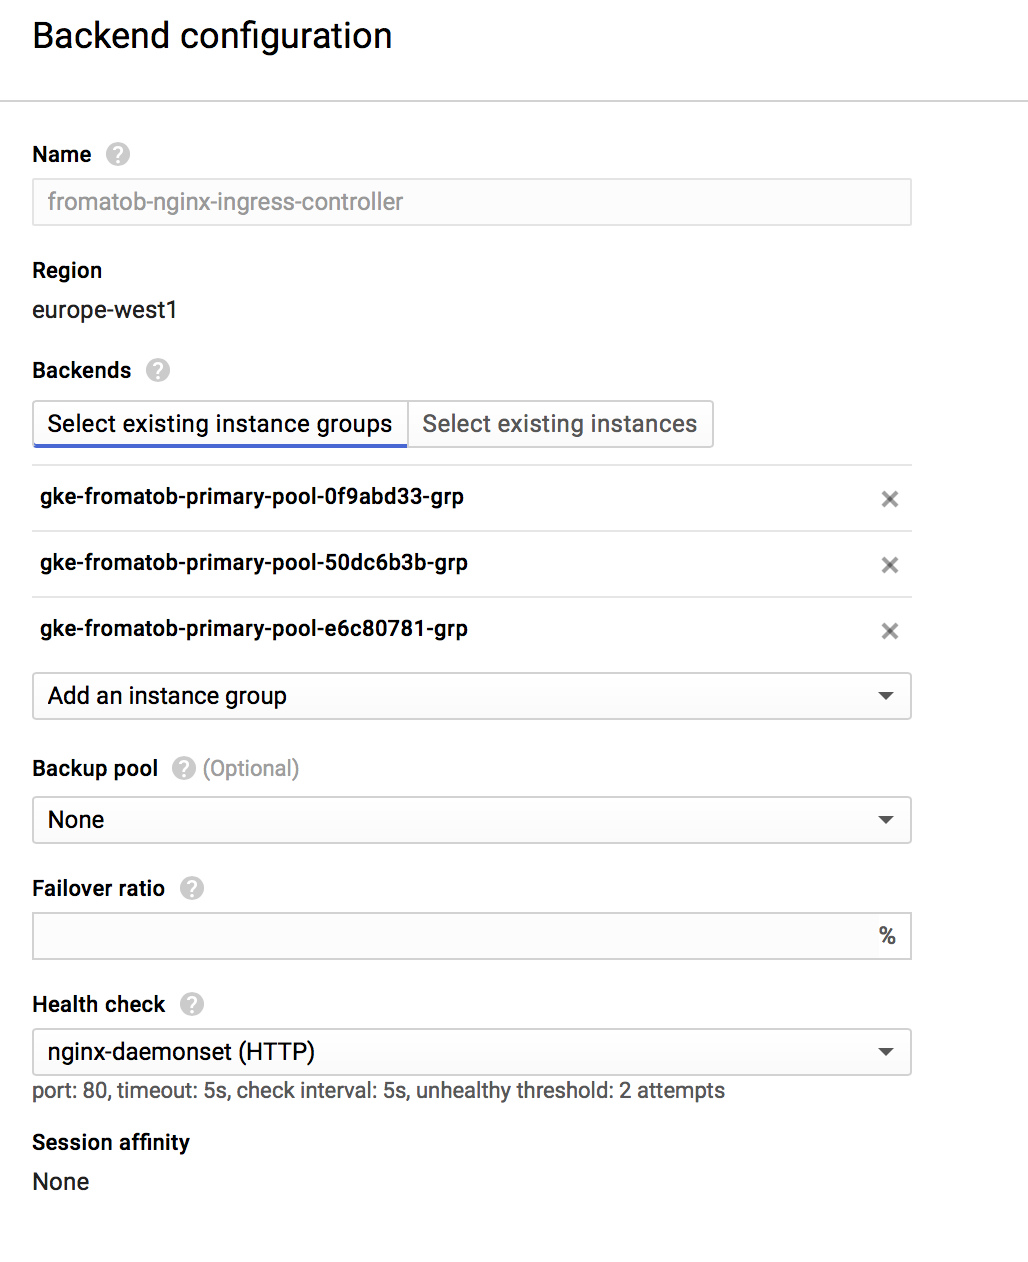 Backend configuration
Name ?
fromatob-nginx-ingress-controller
Region
europe-west1
Backends ?
Select existing instance groups Select existing instances
gke-fromatob-primary-pool-0f9abd33-grp
gke-fromatob-primary-pool-50dc6b3b-grp
gke-fromatob-primary-pool-e6c80781-grp
Add an instance group
Backup pool ? (Optional)
None
Failover ratio ?
%
Health check ?
nginx-daemonset (HTTP)
port: 80, timeout: 5s, check interval: 5s, unhealthy threshold: 2 attempts
Session affinity
None